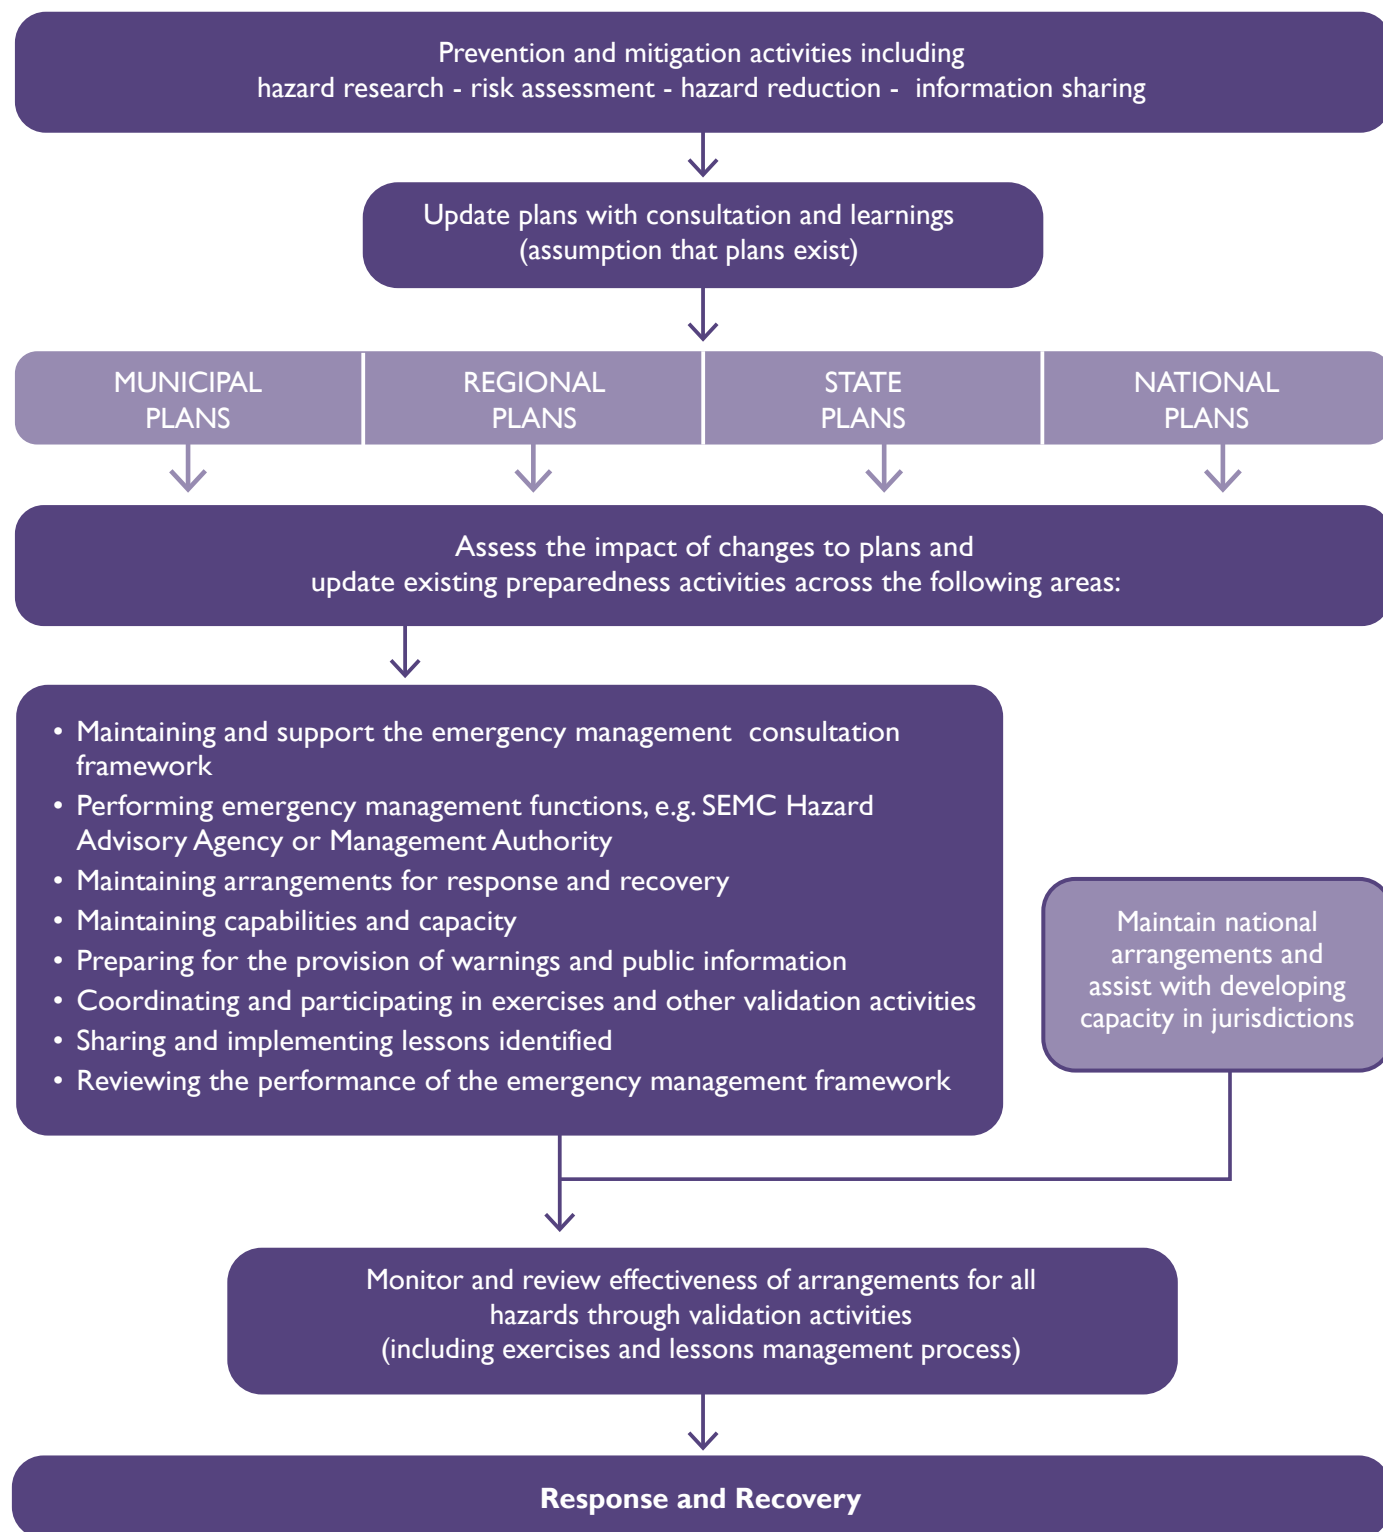 Prevention and mitigation activities including
hazard research - risk assessment - hazard reduction -  information sharing
Update plans with consultation and learnings
(assumption that plans exist)
MUNICIPAL
PLANS
REGIONAL
PLANS
STATE
PLANS
NATIONAL
PLANS
Assess the impact of changes to plans and
update existing preparedness activities across the following areas:
• Maintaining and support the emergency management  consultation
framework
• Performing emergency management functions, e.g. SEMC Hazard
Advisory Agency or Management Authority
• Maintaining arrangements for response and recovery
• Maintaining capabilities and capacity
• Preparing for the provision of warnings and public information
• Coordinating and participating in exercises and other validation activities
• Sharing and implementing lessons identified
• Reviewing the performance of the emergency management framework
Maintain national
arrangements and
assist with developing
capacity in jurisdictions
Monitor and review effectiveness of arrangements for all
hazards through validation activities
(including exercises and lessons management process)
Response and Recovery